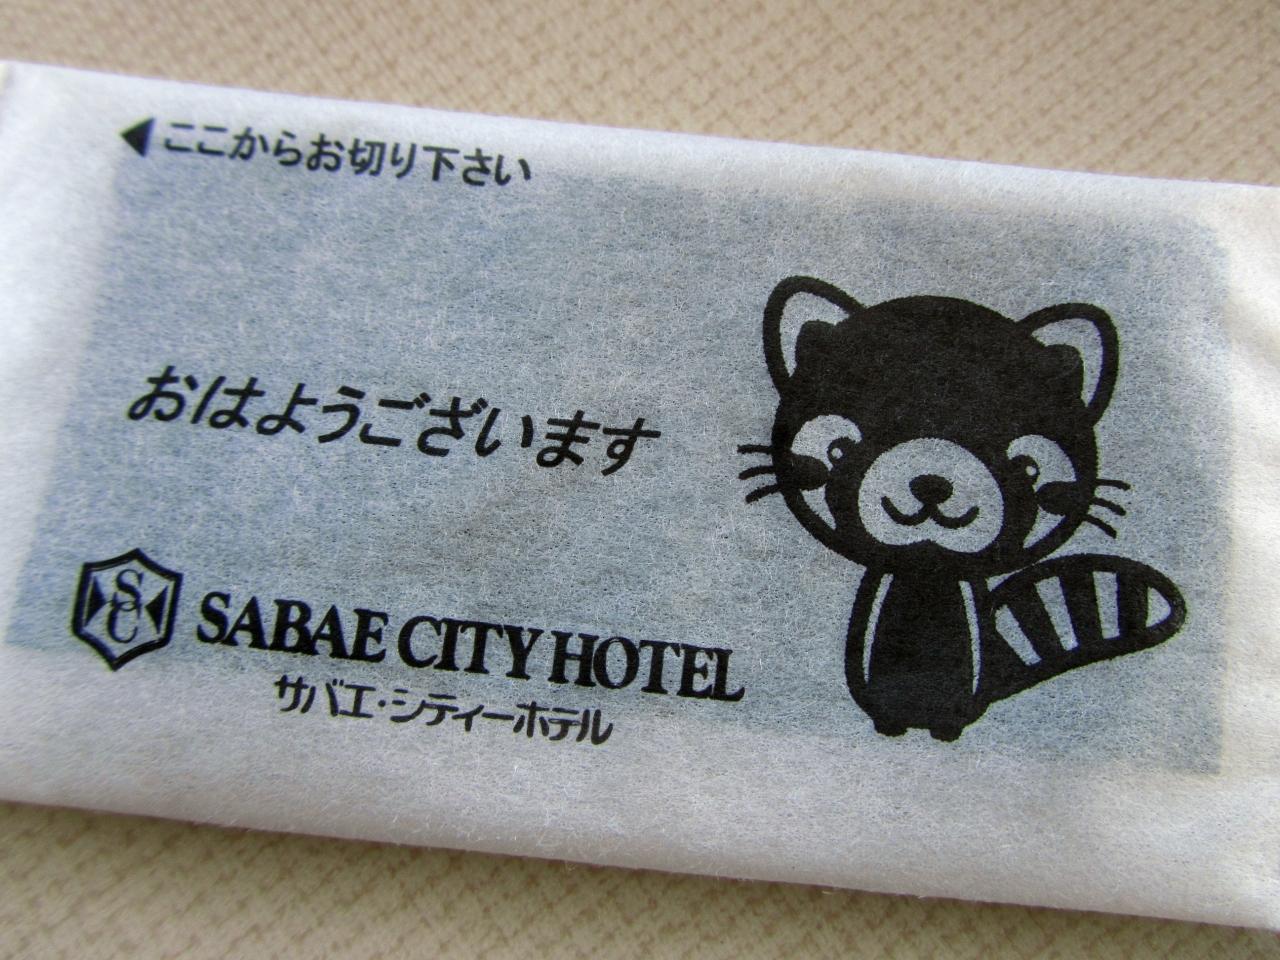 ◀ここからお切り下さい
おはようございます
SC
SABAE CITY HOTEL
サバエ・シティーホテル